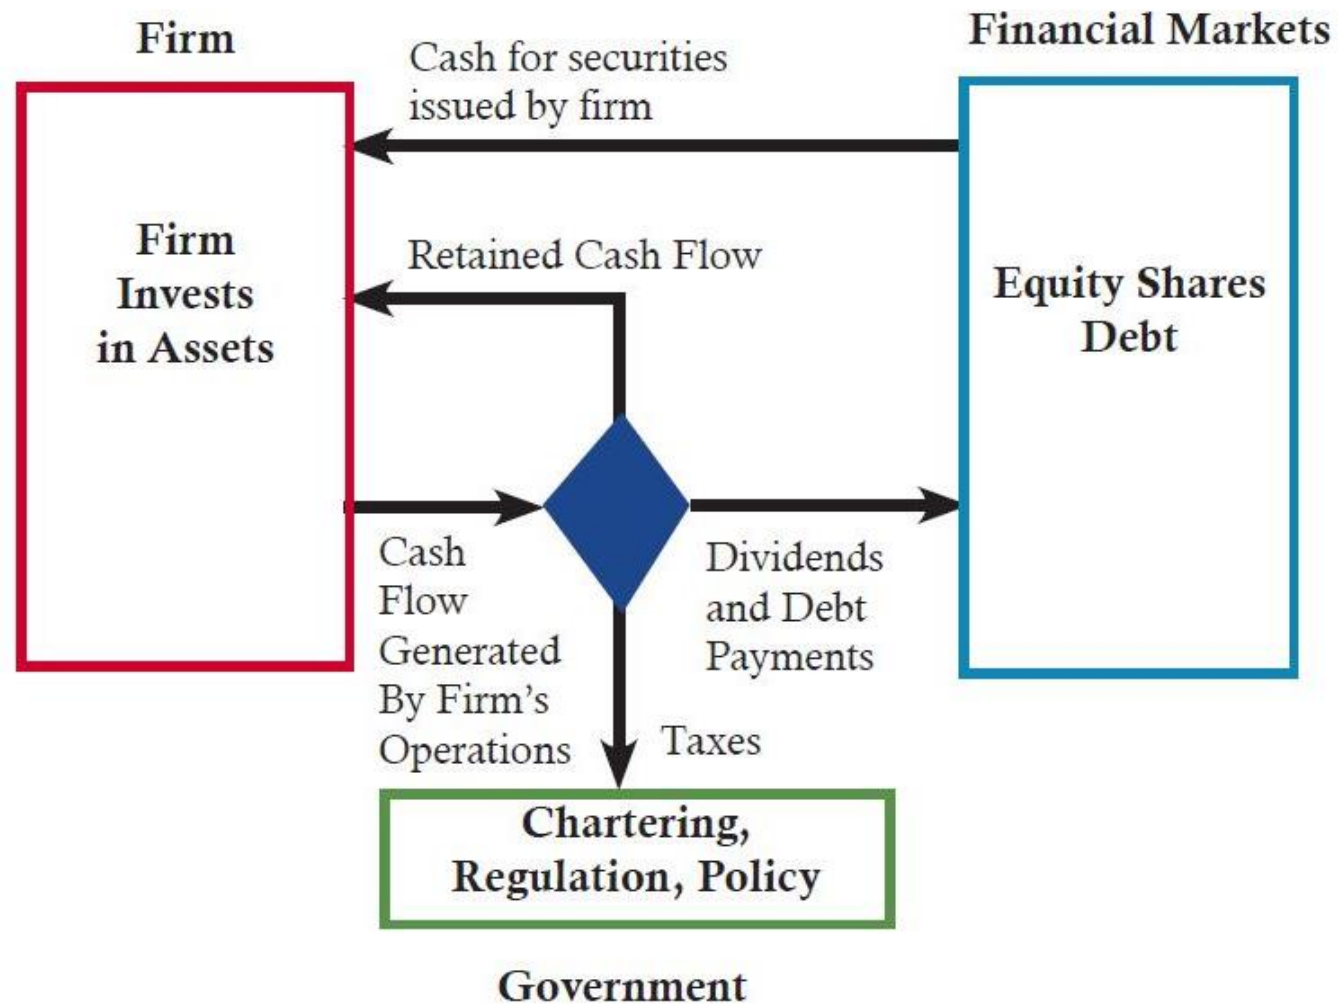 Firm
Financial Markets
Cash for securities
issued by firm
Firm
Invests
in Assets
Retained Cash Flow
Equity Shares
Debt
Cash
Flow
Generated
By Firm’s
Operations
Dividends
and Debt
Payments
Taxes
Chartering,
Regulation, Policy
Government